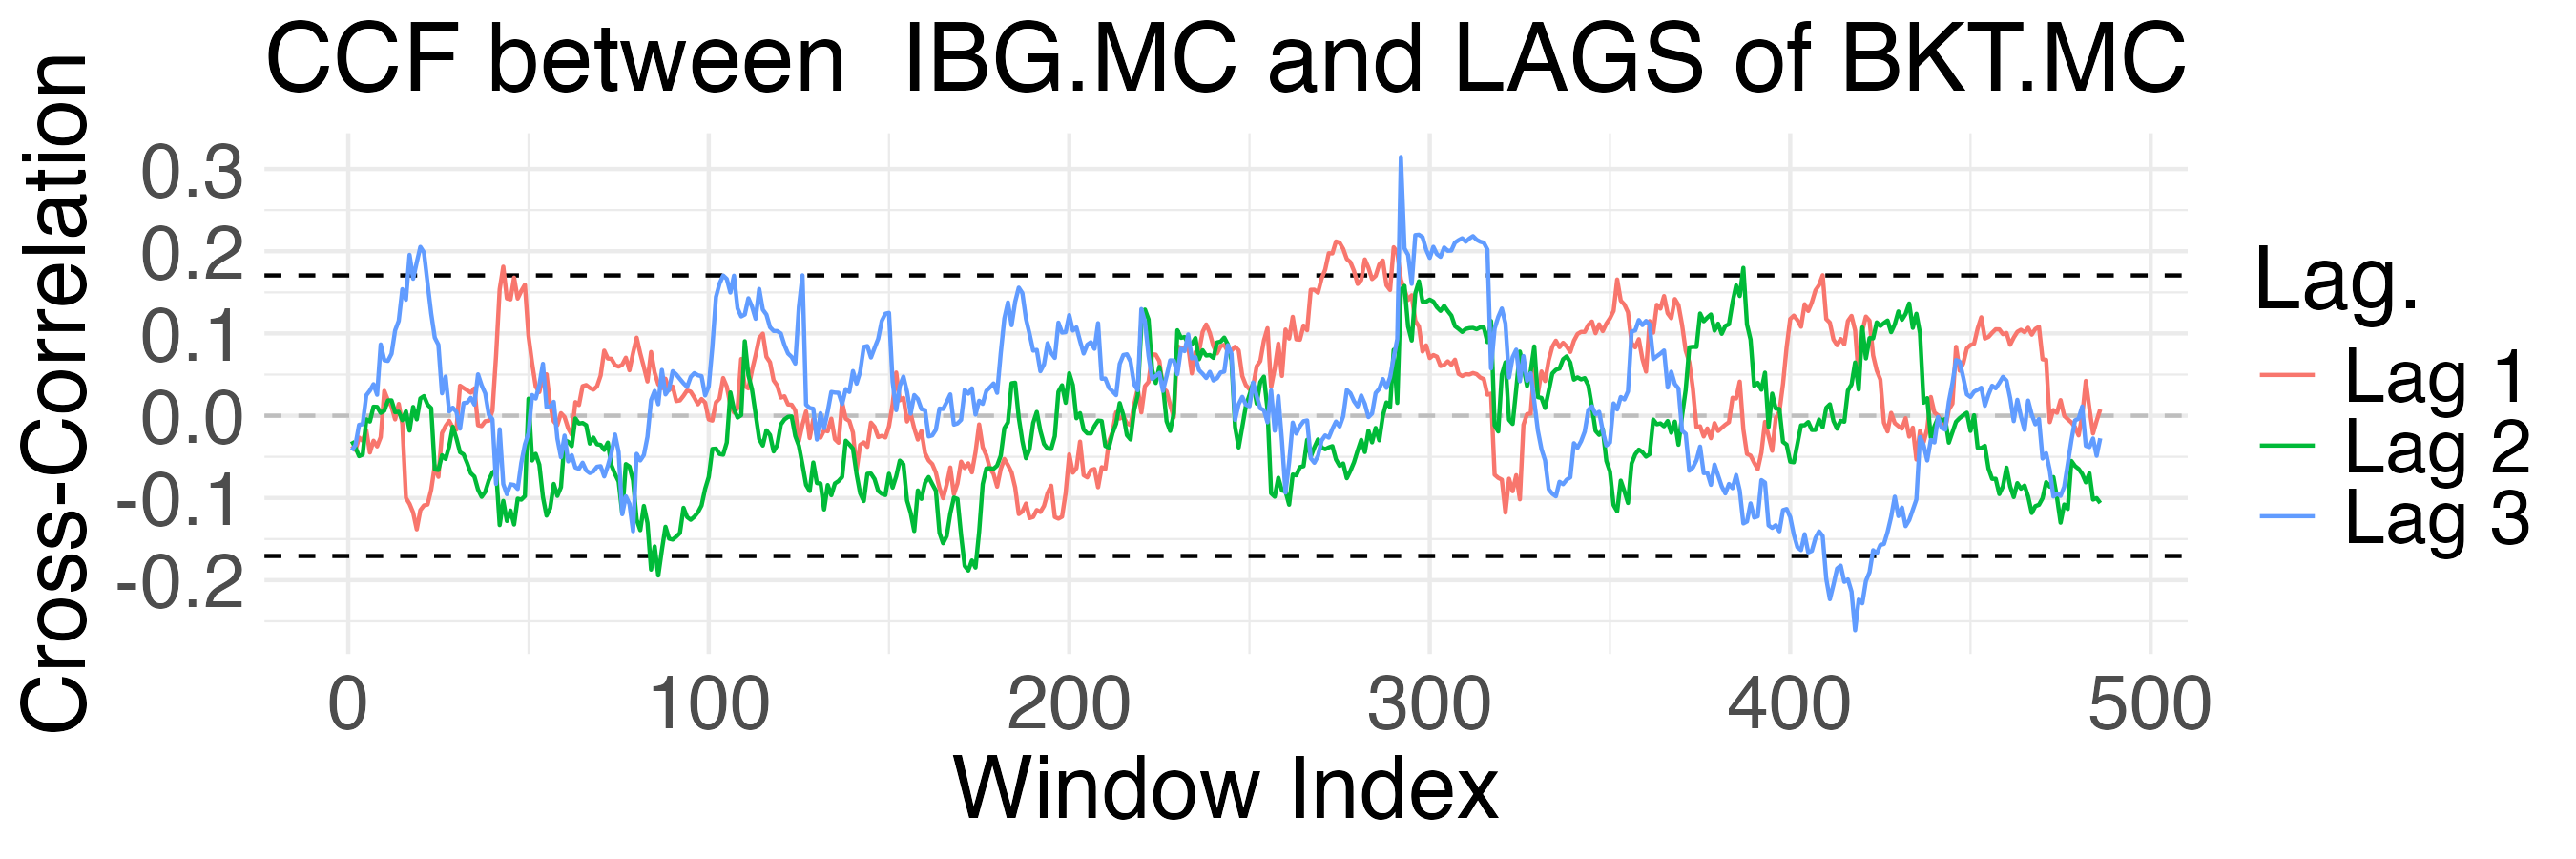 CCF between  IBG.MC and LAGS of BKT.MC
Cross-Correlation
0.3
0.2
0.1
0.0
-0.1
-0.2
0 100 200 300 400 500
Window Index
Lag.
Lag 1
Lag 2
Lag 3